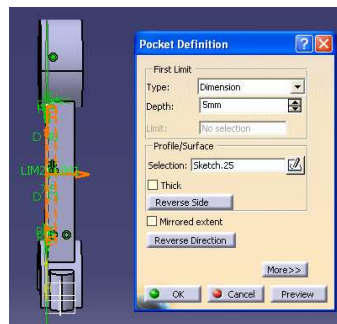 Pocket Definition
First Limit
Type: Dimension
Depth: 5mm
Limit: No selection
Profile/Surface
Selection: Sketch.25
Thick
Reverse Side
Mirrored extent
Reverse Direction
More>>
OK Cancel Preview